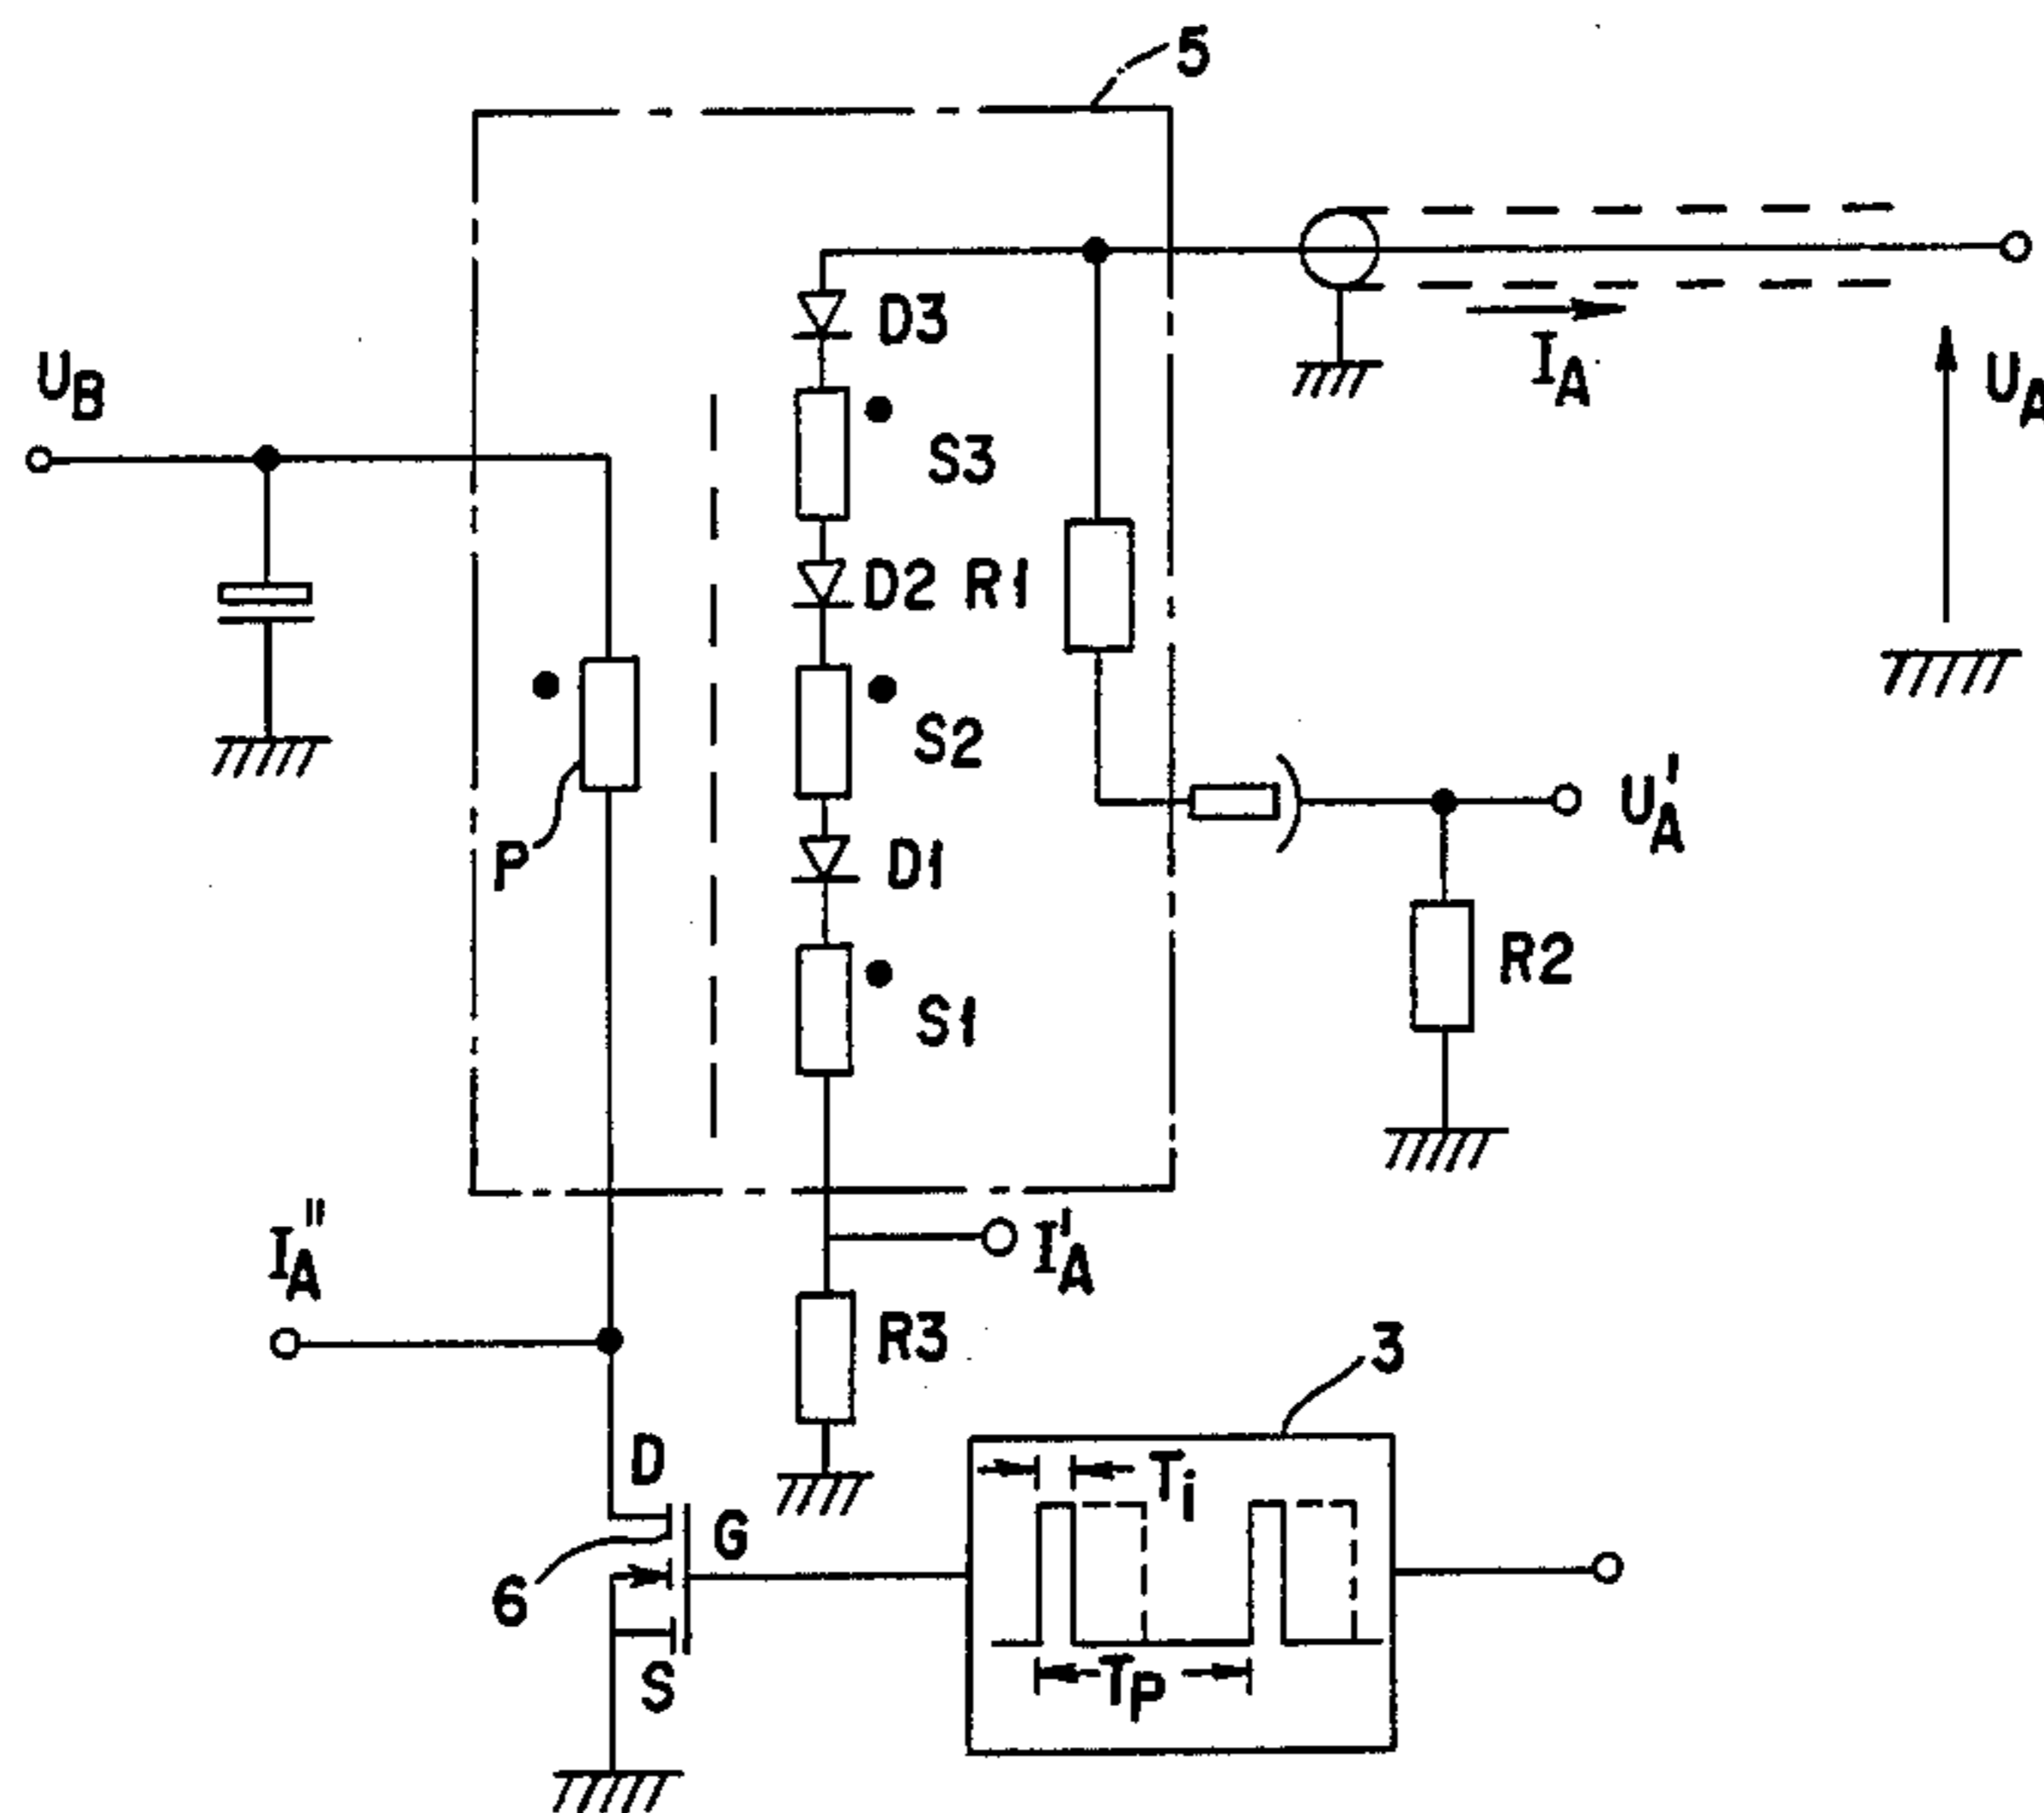 5
D3
U_B
I_A
U_A
S3
D2 R1
S2
U'_A
P
D1
R2
S1
I"_A
I'_A
R3
3
D
T_i
G
6
T_P
S